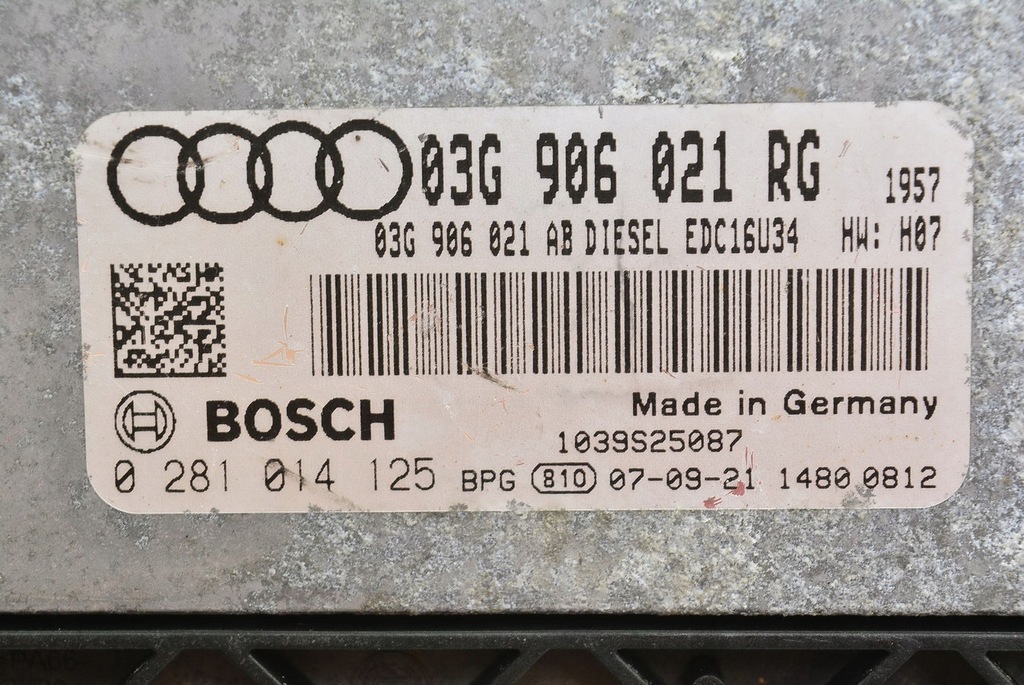 03G 906 021 RG 1957
03G 906 021 AB DIESEL EDC16U34 HW: H07
BOSCH
Made in Germany
1039S25087
0 281 014 125 BPG 810 07-09-21 1480 0812